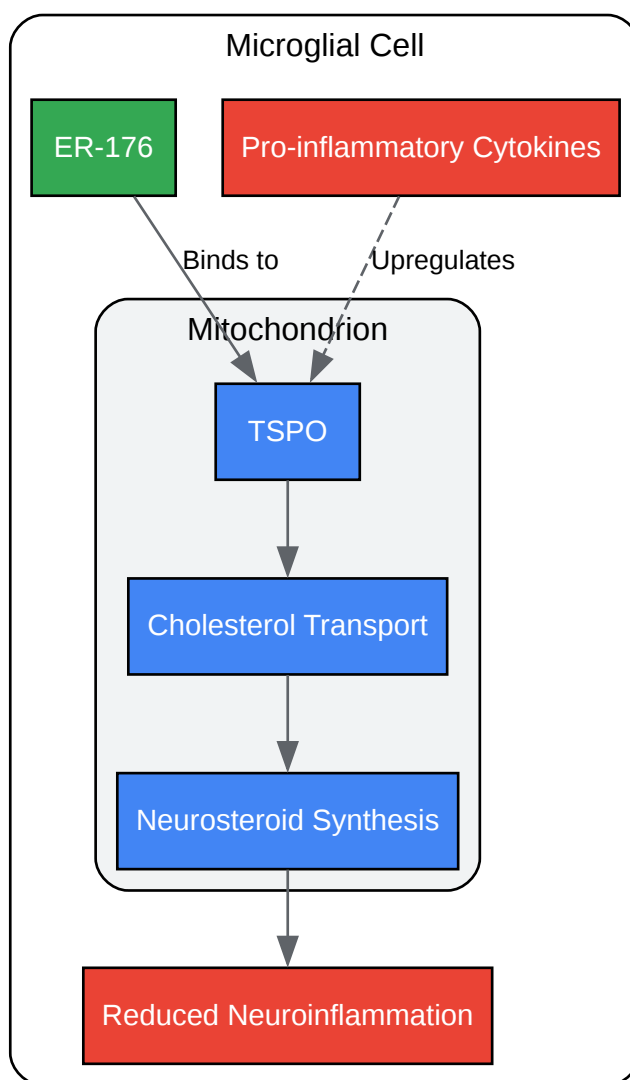 Microglial Cell
ER-176
Pro-inflammatory Cytokines
Binds to
Upregulates
Mitochondrion
TSPO
Cholesterol Transport
Neurosteroid Synthesis
Reduced Neuroinflammation